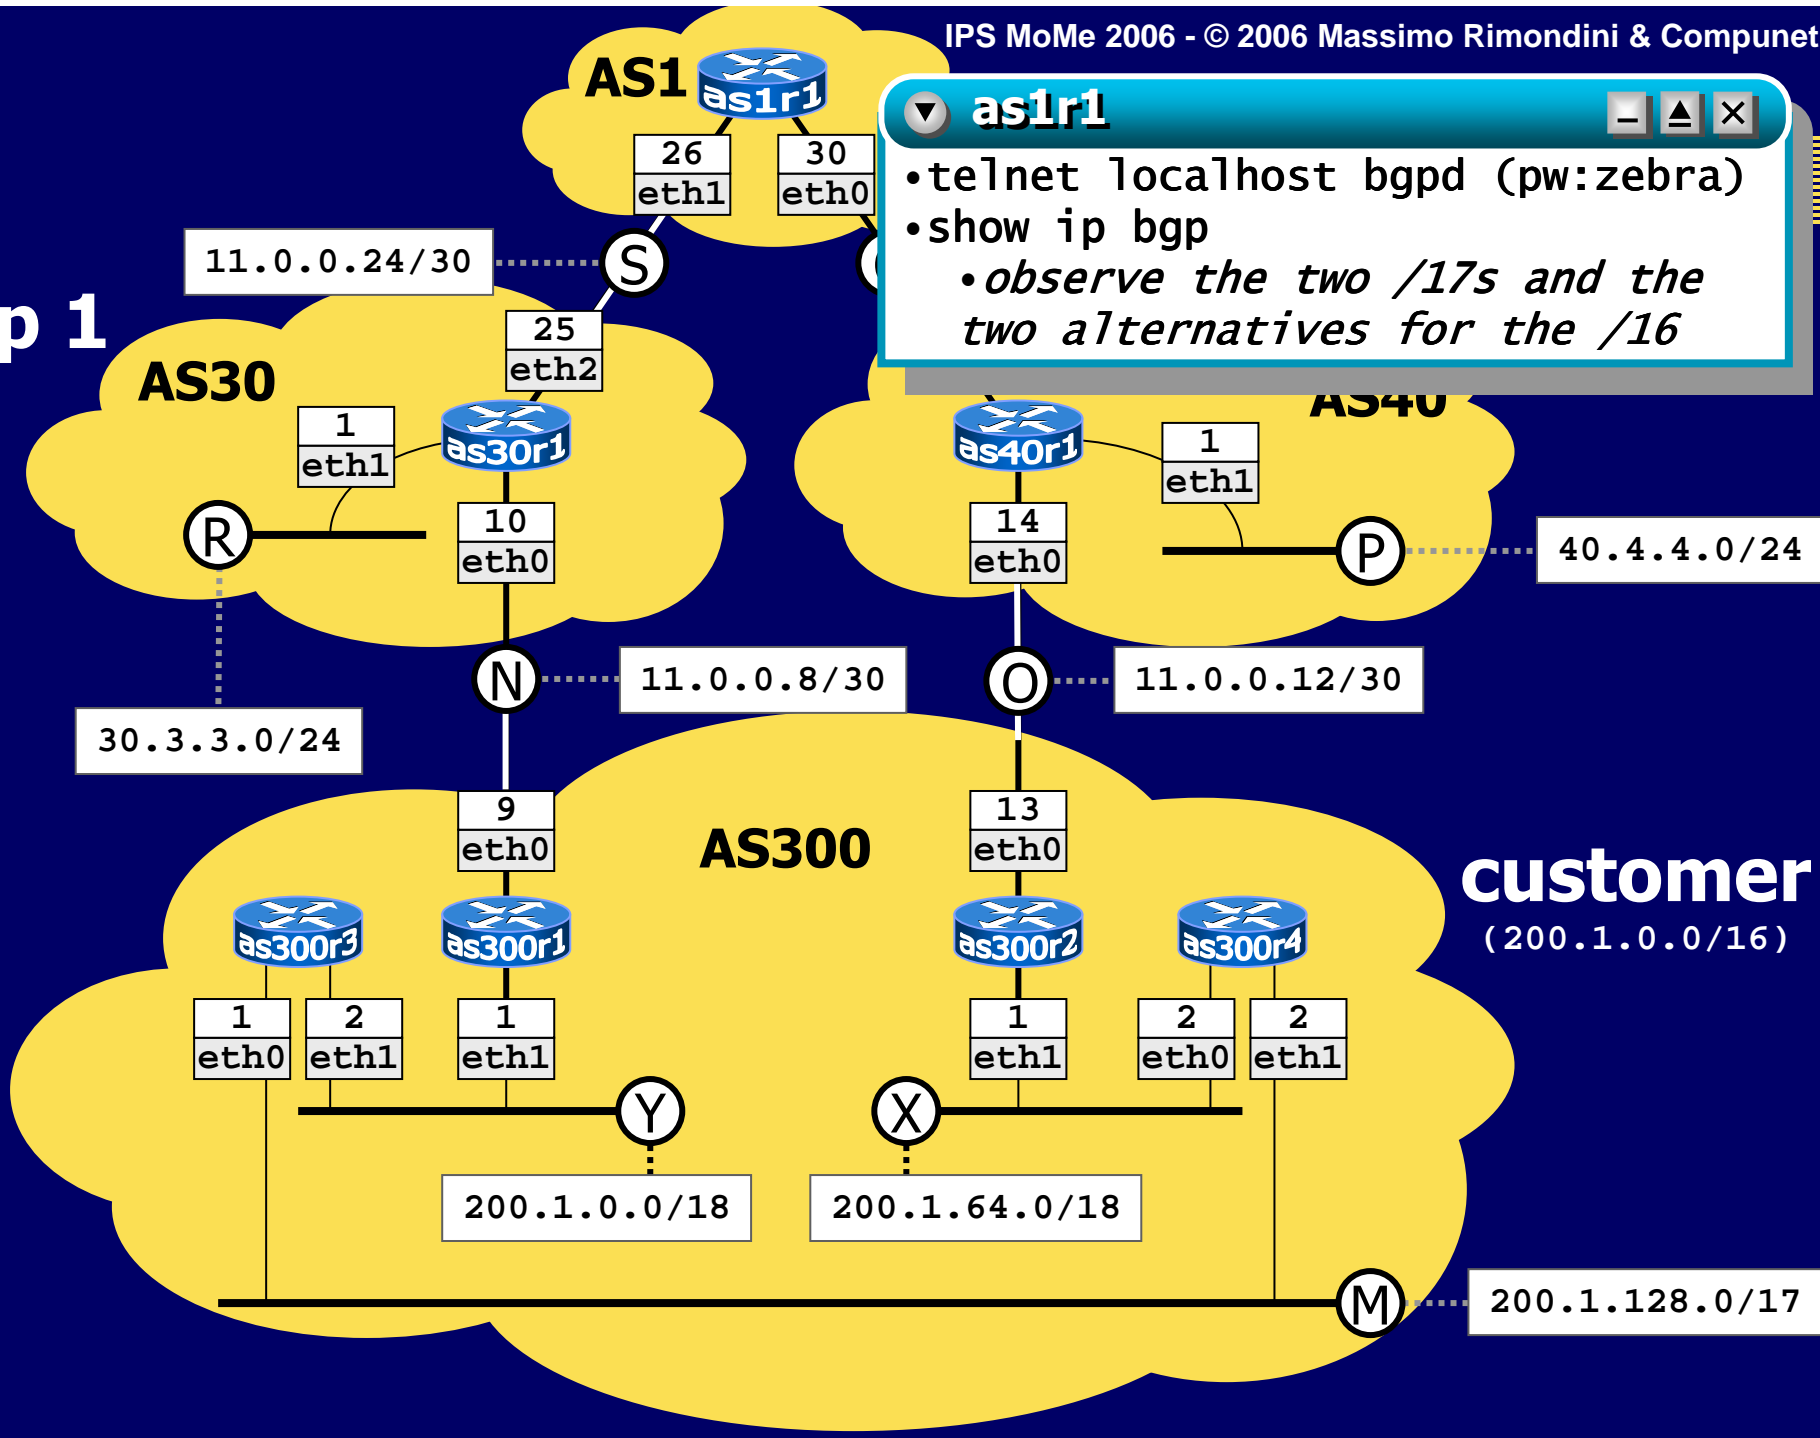 IPS MoMe 2006 - © 2006 Massimo Rimondini & Compunet
AS1
as1r1
26
eth1
30
eth0
as1r1
•telnet localhost bgpd (pw:zebra)
•show ip bgp
•observe the two /17s and the
two alternatives for the /16
11.0.0.24/30
S
p 1
25
eth2
AS30
AS40
1
eth1
as30r1
as40r1
1
eth1
R
10
eth0
14
eth0
P
40.4.4.0/24
N
11.0.0.8/30
O
11.0.0.12/30
30.3.3.0/24
9
eth0
AS300
13
eth0
customer
(200.1.0.0/16)
as300r3
as300r1
as300r2
as300r4
1
eth0
2
eth1
1
eth1
1
eth1
2
eth0
2
eth1
Y
X
200.1.0.0/18
200.1.64.0/18
M
200.1.128.0/17